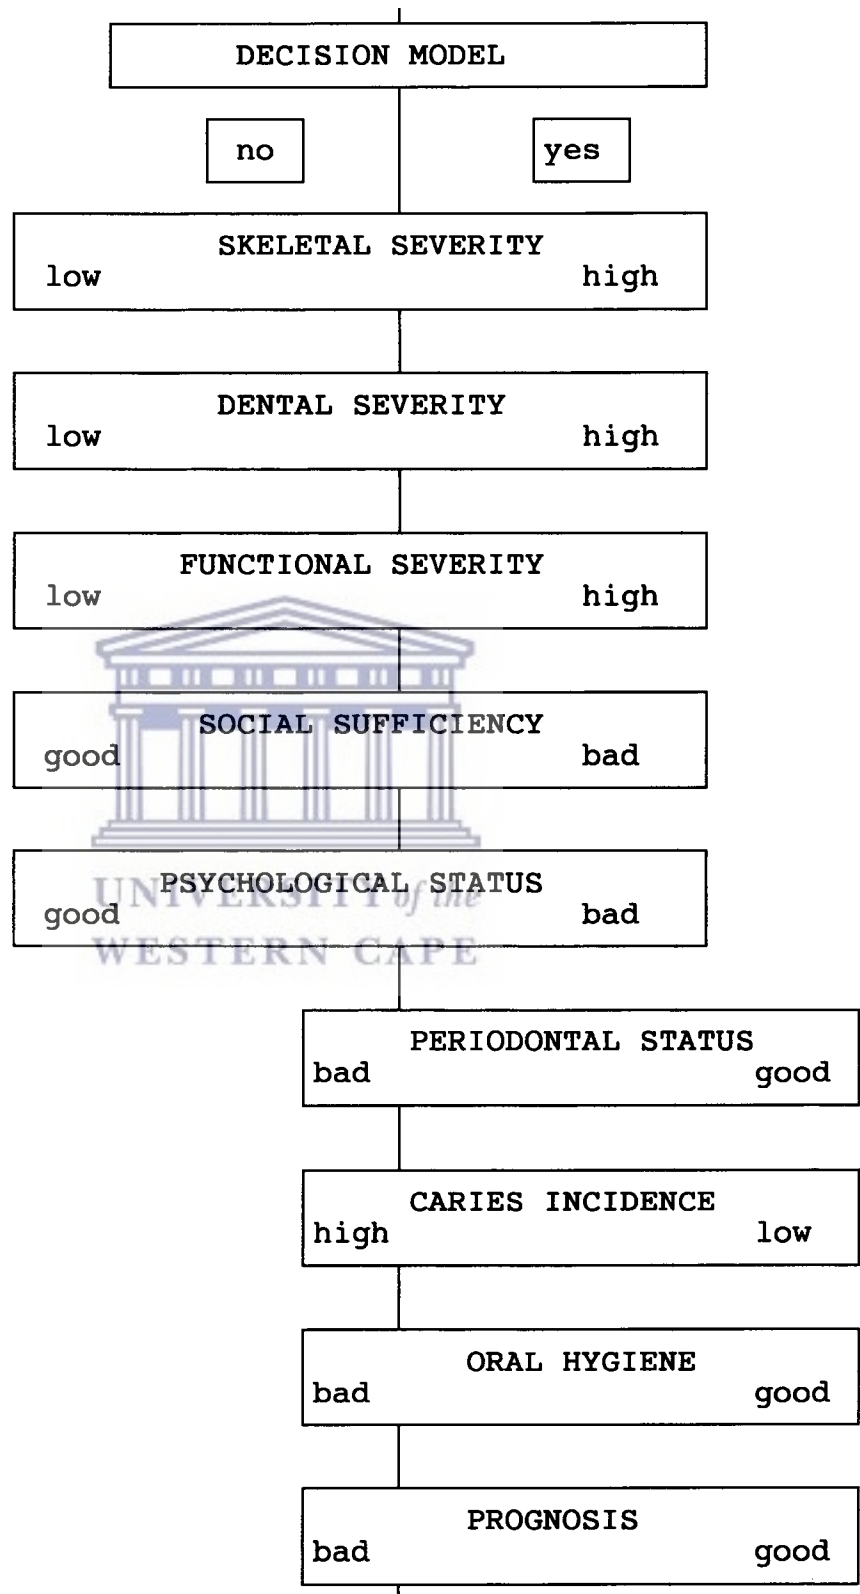 DECISION MODEL
no yes
SKELETAL SEVERITY
low high
DENTAL SEVERITY
low high
FUNCTIONAL SEVERITY
low high
SOCIAL SUFFICIENCY
good bad
PSYCHOLOGICAL STATUS
UNIVERSITY of the
good bad
WESTERN CAPE
PERIODONTAL STATUS
bad good
CARIES INCIDENCE
high low
ORAL HYGIENE
bad good
PROGNOSIS
bad good